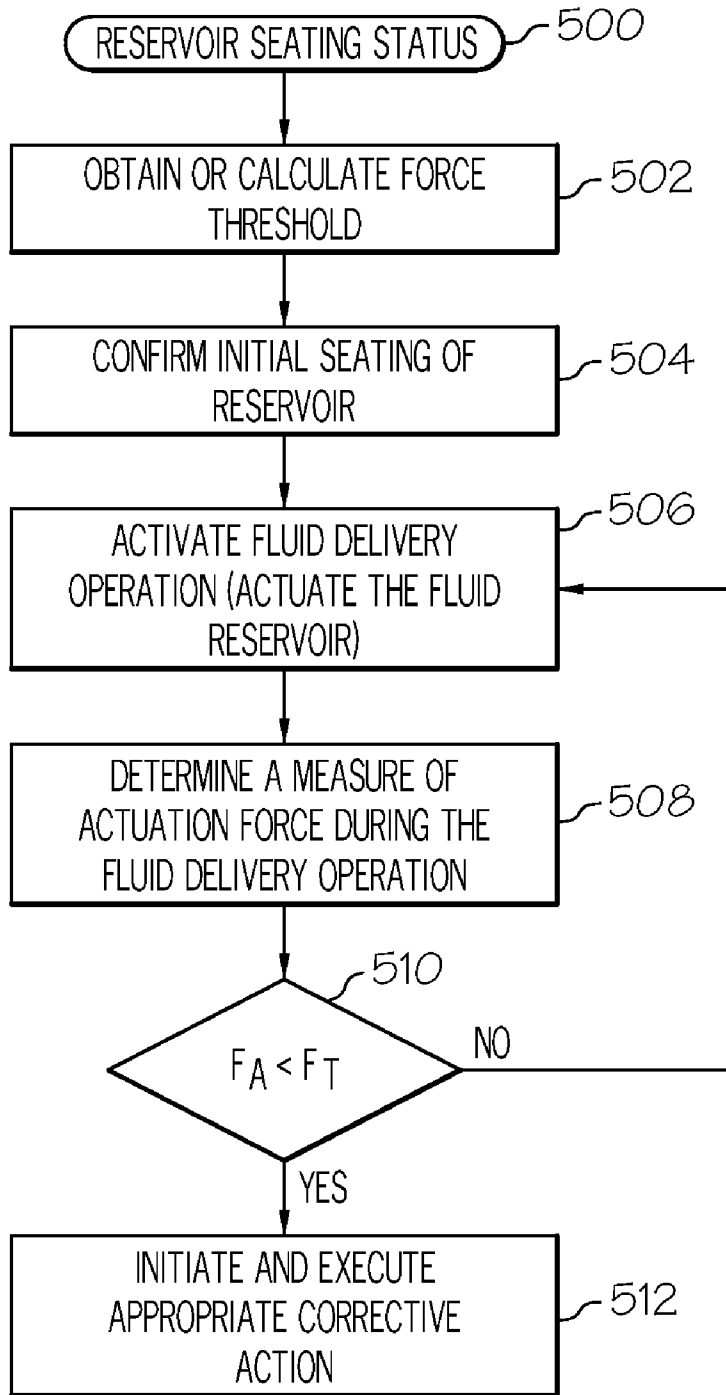 RESERVOIR SEATING STATUS
500
OBTAIN OR CALCULATE FORCE
THRESHOLD
502
CONFIRM INITIAL SEATING OF
RESERVOIR
504
ACTIVATE FLUID DELIVERY
OPERATION (ACTUATE THE FLUID
RESERVOIR)
506
DETERMINE A MEASURE OF
ACTUATION FORCE DURING THE
FLUID DELIVERY OPERATION
508
510
FA < FT
NO
YES
INITIATE AND EXECUTE
APPROPRIATE CORRECTIVE
ACTION
512